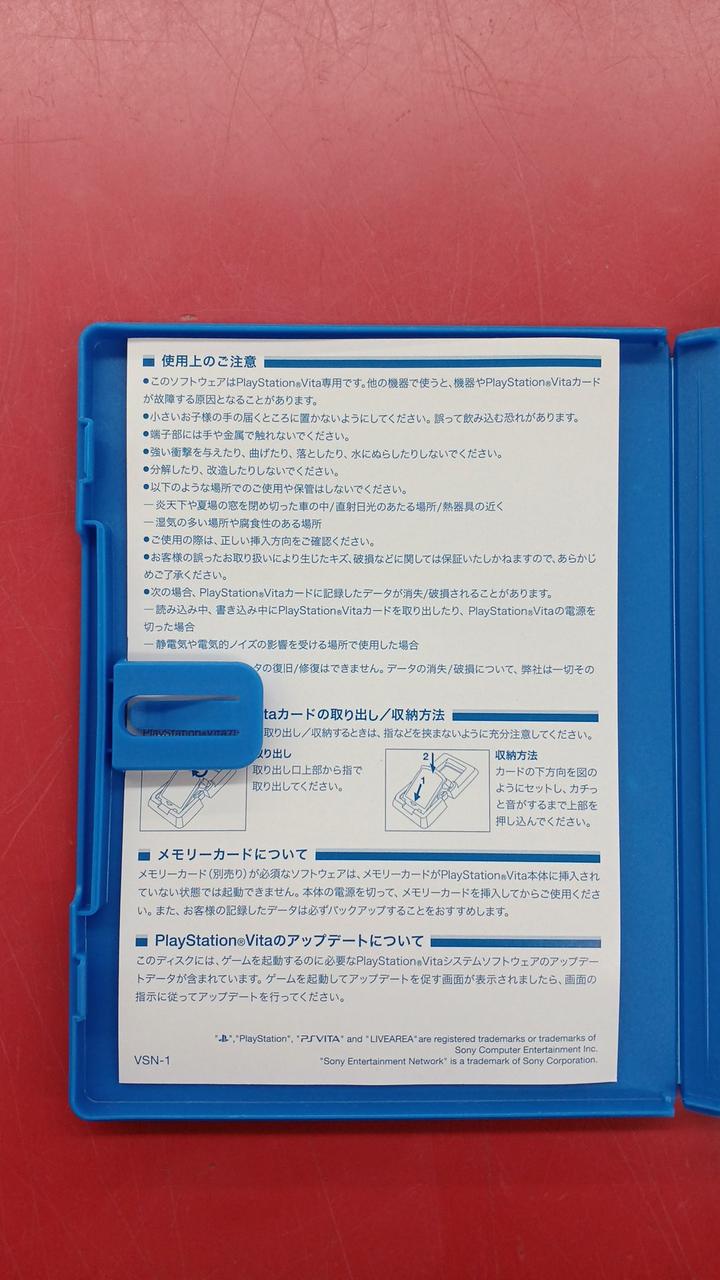 ■ 使用上のご注意
●このソフトウェアはPlayStation®Vita専用です。他の機器で使うと、機器やPlayStation®Vitaカード
が故障する原因となることがあります。
●小さいお子様の手の届くところに置かないようにしてください。誤って飲み込む恐れがあります。
●端子部には手や金属で触れないでください。
●強い衝撃を与えたり、曲げたり、落としたり、水にぬらしたりしないでください。
●分解したり、改造したりしないでください。
●以下のような場所でのご使用や保管はしないでください。
— 炎天下や夏場の窓を閉め切った車の中/直射日光のあたる場所/熱器具の近く
— 湿気の多い場所や腐食性のある場所
●ご使用の際は、正しい挿入方向をご確認ください。
●お客様の誤ったお取り扱いにより生じたキズ、破損などに関しては保証いたしかねますので、あらかじ
めご了承ください。
●次の場合、PlayStation®Vitaカードに記録したデータが消失/破損されることがあります。
— 読み込み中、書き込み中にPlayStation®Vitaカードを取り出したり、PlayStation®Vitaの電源を
切った場合
— 静電気や電気的ノイズの影響を受ける場所で使用した場合
タの復旧/修復はできません。データの消失/破損について、弊社は一切その
taカードの取り出し／収納方法
取り出し／収納するときは、指などを挟まないように充分注意してください。
取り出し
取り出し口上部から指で
取り出してください。
2
1
収納方法
カードの下方向を図の
ようにセットし、カチっ
と音がするまで上部を
押し込んでください。
■ メモリーカードについて
メモリーカード(別売り)が必須なソフトウェアは、メモリーカードがPlayStation®Vita本体に挿入され
ていない状態では起動できません。本体の電源を切って、メモリーカードを挿入してからご使用くださ
い。また、お客様の記録したデータは必ずバックアップすることをおすすめします。
■ PlayStation®Vitaのアップデートについて
このディスクには、ゲームを起動するのに必要なPlayStation®Vitaシステムソフトウェアのアップデー
トデータが含まれています。ゲームを起動してアップデートを促す画面が表示されましたら、画面の
指示に従ってアップデートを行ってください。
"PlayStation", "PSVITA" and "LIVEAREA" are registered trademarks or trademarks of
Sony Computer Entertainment Inc.
"Sony Entertainment Network" is a trademark of Sony Corporation.
VSN-1